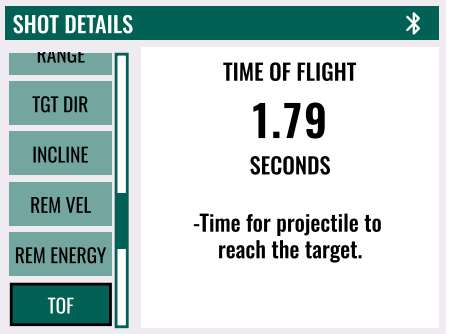 SHOT DETAILS
RANGE
TGT DIR
INCLINE
REM VEL
REM ENERGY
TOF
TIME OF FLIGHT
1.79
SECONDS
-Time for projectile to
reach the target.